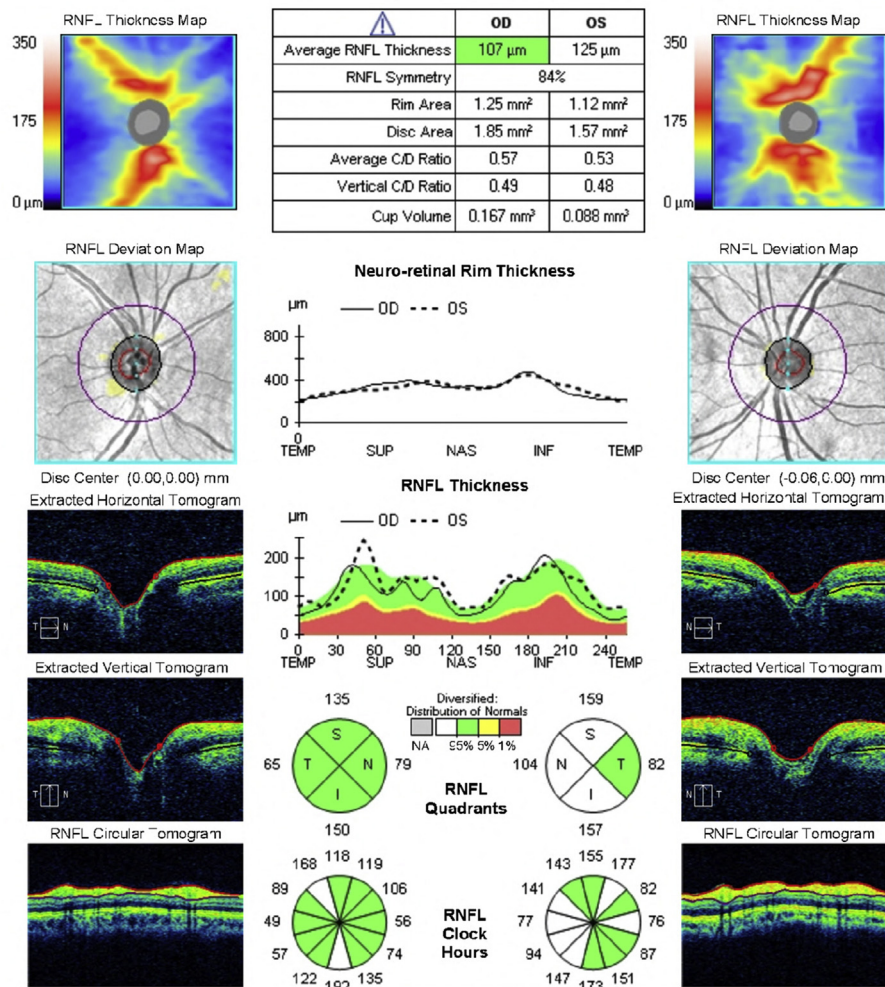 RNFL Thickness Map
350
175
0 µm
OD OS
Average RNFL Thickness 107 µm 125 µm
RNFL Symmetry 84%
Rim Area 1.25 mm² 1.12 mm²
Disc Area 1.85 mm² 1.57 mm²
Average C/D Ratio 0.57 0.53
Vertical C/D Ratio 0.49 0.48
Cup Volume 0.167 mm³ 0.088 mm³
RNFL Thickness Map
350
175
0 µm
RNFL Deviation Map
Disc Center (0.00,0.00) mm
Neuro-retinal Rim Thickness
µm OD OS
800
400
0
0
TEMP SUP NAS INF TEMP
RNFL Deviation Map
Disc Center (-0.06,0.00) mm
Extracted Horizontal Tomogram
T N
RNFL Thickness
µm OD OS
200
100
0
0 30 60 90 120 150 180 210 240
TEMP SUP NAS INF TEMP
Extracted Horizontal Tomogram
T N
Extracted Vertical Tomogram
T N
135
65 T S N I 79
150
Diversified:
Distribution of Normals
NA 95% 5% 1%
RNFL
Quadrants
159
104 N S T I 82
157
Extracted Vertical Tomogram
T N
RNFL Circular Tomogram
118
168 119
89 106
49 56
57 74
122 135
RNFL
Clock
Hours
155
143 177
141 82
77 76
94 87
147 151
RNFL Circular Tomogram